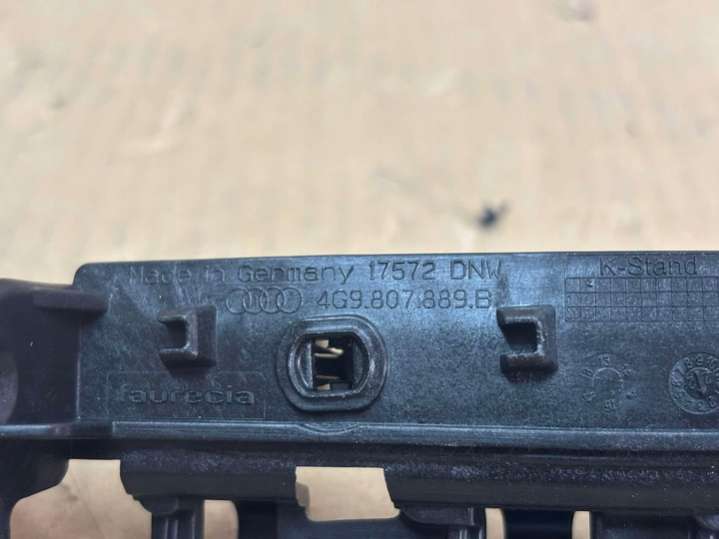 Made in Germany 17572 DNW
4G9.807.889.B
K-Stand
faurecia